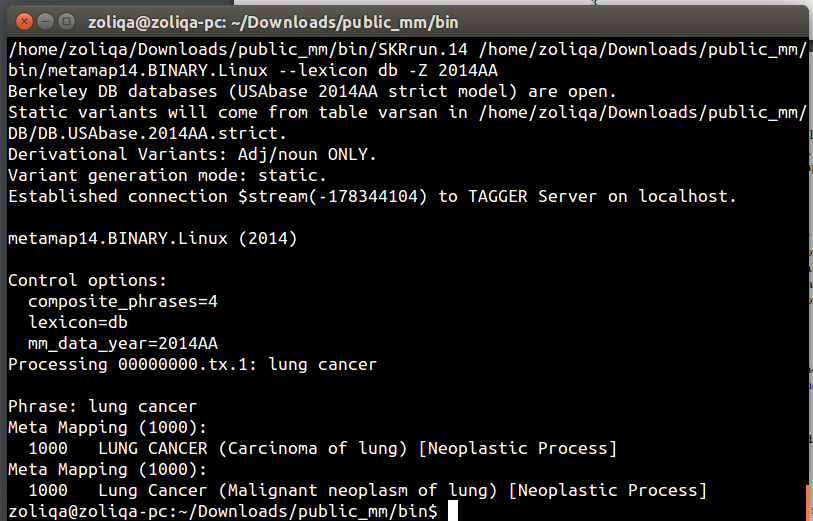 3
zoliqa@zoliqa-pc: ~/Downloads/public_mm/bin
/home/zoliqa/Downloads/public_mm/bin/SKRrun.14 /home/zoliqa/Downloads/public_mm/
bin/metamap14.BINARY.Linux --lexicon db -Z 2014AA
Berkeley DB databases (USAbase 2014AA strict model) are open.
Static variants will come from table varsan in /home/zoliqa/Downloads/public_mm/
DB/DB.USAbase.2014AA.strict.
Derivational Variants: Adj/noun ONLY.
Variant generation mode: static.
Established connection $stream(-178344104) to TAGGER Server on localhost.
metamap14.BINARY.Linux (2014)
Control options:
composite_phrases=4
lexicon=db
mm_data_year=2014AA
Processing 00000000.tx.1: lung cancer
Phrase: lung cancer
Meta Mapping (1000):
1000 LUNG CANCER (Carcinoma of lung) [Neoplastic Process]
Meta Mapping (1000):
1000 Lung Cancer (Malignant neoplasm of lung) [Neoplastic Process]
zoliqa@zoliqa-pc:~/Downloads/public_mm/bin$